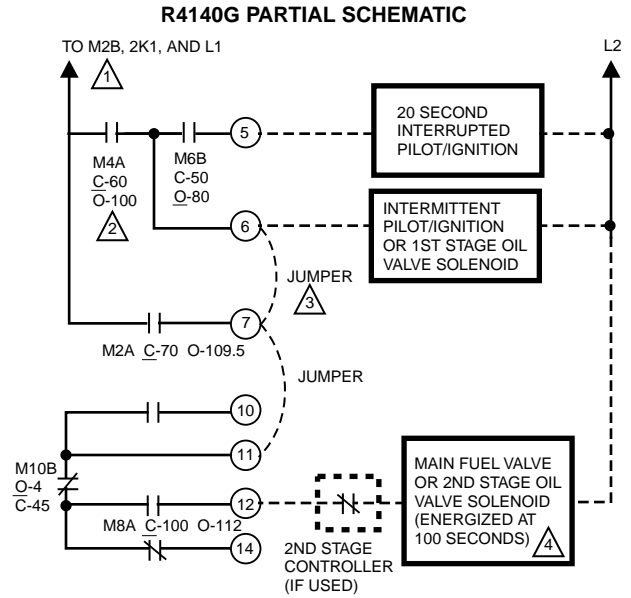 R4140G PARTIAL SCHEMATIC
TO M2B, 2K1, AND L1
L2
1
20 SECOND
INTERRUPTED
PILOT/IGNITION
5
M4A
C-60
O-100
2
M6B
C-50
O-80
INTERMITTENT
PILOT/IGNITION
OR 1ST STAGE OIL
VALVE SOLENOID
6
JUMPER
3
7
M2A C-70 O-109.5
JUMPER
10
11
M10B
O-4
C-45
12
M8A C-100 O-112
14
2ND STAGE
CONTROLLER
(IF USED)
MAIN FUEL VALVE
OR 2ND STAGE OIL
VALVE SOLENOID
(ENERGIZED AT
100 SECONDS)
4